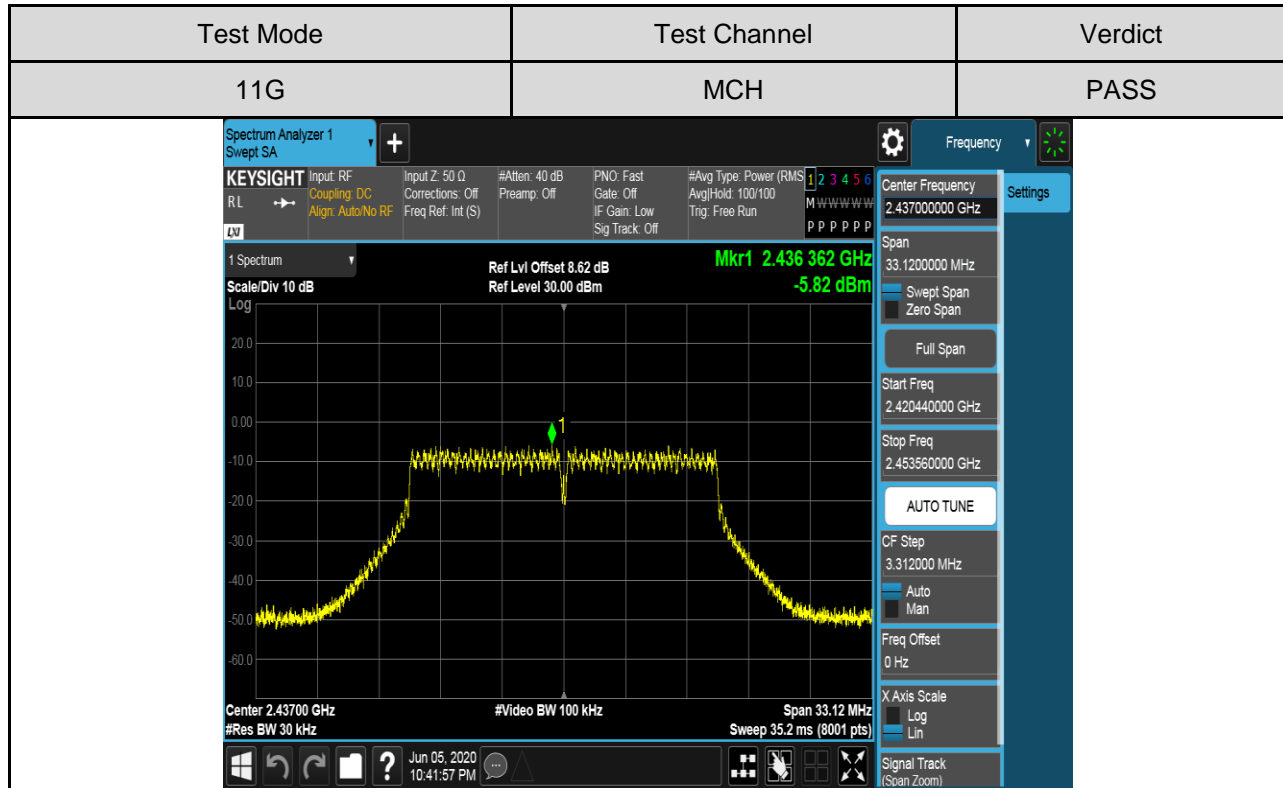 Test Mode Test Channel Verdict
11G MCH PASS
Spectrum Analyzer 1
Swept SA
+
Frequency
KEYSIGHT
RL
LXI
Input: RF
Coupling: DC
Align: Auto/No RF
Input Z: 50 Ω
Corrections: Off
Freq Ref: Int (S)
#Atten: 40 dB
Preamp: Off
PNO: Fast
Gate: Off
IF Gain: Low
Sig Track: Off
#Avg Type: Power (RMS
Avg|Hold: 100/100
Trig: Free Run
1 2 3 4 5 6
M W W W W W
P P P P P P
1 Spectrum
Scale/Div 10 dB
Log
Ref Lvl Offset 8.62 dB
Ref Level 30.00 dBm
Mkr1 2.436 362 GHz
-5.82 dBm
20.0
10.0
0.00
-10.0
-20.0
-30.0
-40.0
-50.0
-60.0
1
Center 2.43700 GHz
#Res BW 30 kHz
#Video BW 100 kHz
Span 33.12 MHz
Sweep 35.2 ms (8001 pts)
Center Frequency
2.437000000 GHz
Settings
Span
33.1200000 MHz
Swept Span
Zero Span
Full Span
Start Freq
2.420440000 GHz
Stop Freq
2.453560000 GHz
AUTO TUNE
CF Step
3.312000 MHz
Auto
Man
Freq Offset
0 Hz
X Axis Scale
Log
Lin
Signal Track
(Span Zoom)
?
Jun 05, 2020
10:41:57 PM